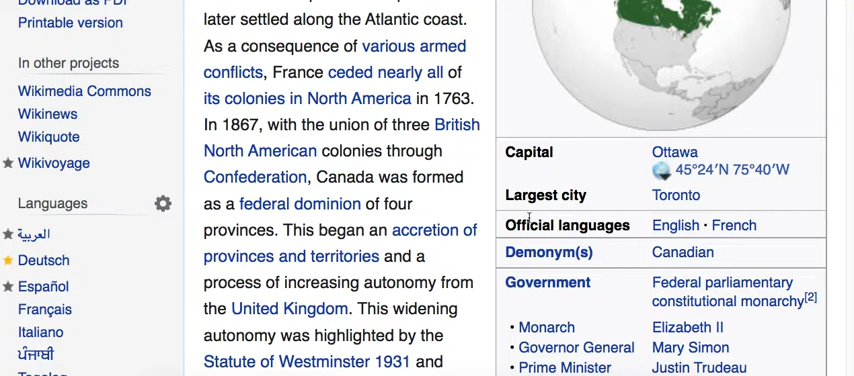 Download as PDF
Printable version
In other projects
Wikimedia Commons
Wikinews
Wikiquote
Wikivoyage
Languages
العربية
Deutsch
Español
Français
Italiano
ਪੰਜਾਬੀ
Tagalog
later settled along the Atlantic coast.
As a consequence of various armed
conflicts, France ceded nearly all of
its colonies in North America in 1763.
In 1867, with the union of three British
North American colonies through
Confederation, Canada was formed
as a federal dominion of four
provinces. This began an accretion of
provinces and territories and a
process of increasing autonomy from
the United Kingdom. This widening
autonomy was highlighted by the
Statute of Westminster 1931 and
Capital Ottawa
45°24′N 75°40′W
Largest city Toronto
Official languages English • French
Demonym(s) Canadian
Government Federal parliamentary
constitutional monarchy[2]
• Monarch Elizabeth II
• Governor General Mary Simon
• Prime Minister Justin Trudeau